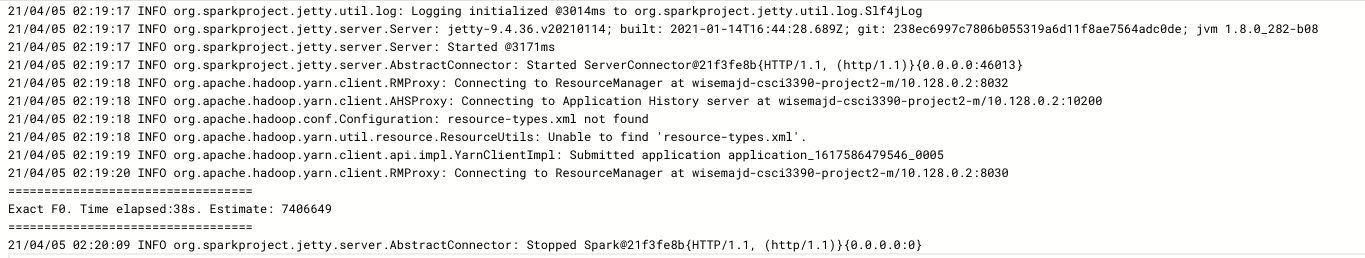 21/04/05 02:19:17 INFO org.sparkproject.jetty.util.log: Logging initialized @3014ms to org.sparkproject.jetty.util.log.Slf4jLog
21/04/05 02:19:17 INFO org.sparkproject.jetty.server.Server: jetty-9.4.36.v20210114; built: 2021-01-14T16:44:28.689Z; git: 238ec6997c7806b055319a6d11f8ae7564adc0de; jvm 1.8.0_282-b08
21/04/05 02:19:17 INFO org.sparkproject.jetty.server.Server: Started @3171ms
21/04/05 02:19:17 INFO org.sparkproject.jetty.server.AbstractConnector: Started ServerConnector@21f3fe8b{HTTP/1.1, (http/1.1)}{0.0.0.0:46013}
21/04/05 02:19:18 INFO org.apache.hadoop.yarn.client.RMProxy: Connecting to ResourceManager at wisemajd-csci3390-project2-m/10.128.0.2:8032
21/04/05 02:19:18 INFO org.apache.hadoop.yarn.client.AHSProxy: Connecting to Application History server at wisemajd-csci3390-project2-m/10.128.0.2:10200
21/04/05 02:19:18 INFO org.apache.hadoop.conf.Configuration: resource-types.xml not found
21/04/05 02:19:18 INFO org.apache.hadoop.yarn.util.resource.ResourceUtils: Unable to find 'resource-types.xml'.
21/04/05 02:19:19 INFO org.apache.hadoop.yarn.client.api.impl.YarnClientImpl: Submitted application application_1617586479546_0005
21/04/05 02:19:20 INFO org.apache.hadoop.yarn.client.RMProxy: Connecting to ResourceManager at wisemajd-csci3390-project2-m/10.128.0.2:8030
==================================
Exact F0. Time elapsed:38s. Estimate: 7406649
==================================
21/04/05 02:20:09 INFO org.sparkproject.jetty.server.AbstractConnector: Stopped Spark@21f3fe8b{HTTP/1.1, (http/1.1)}{0.0.0.0:0}